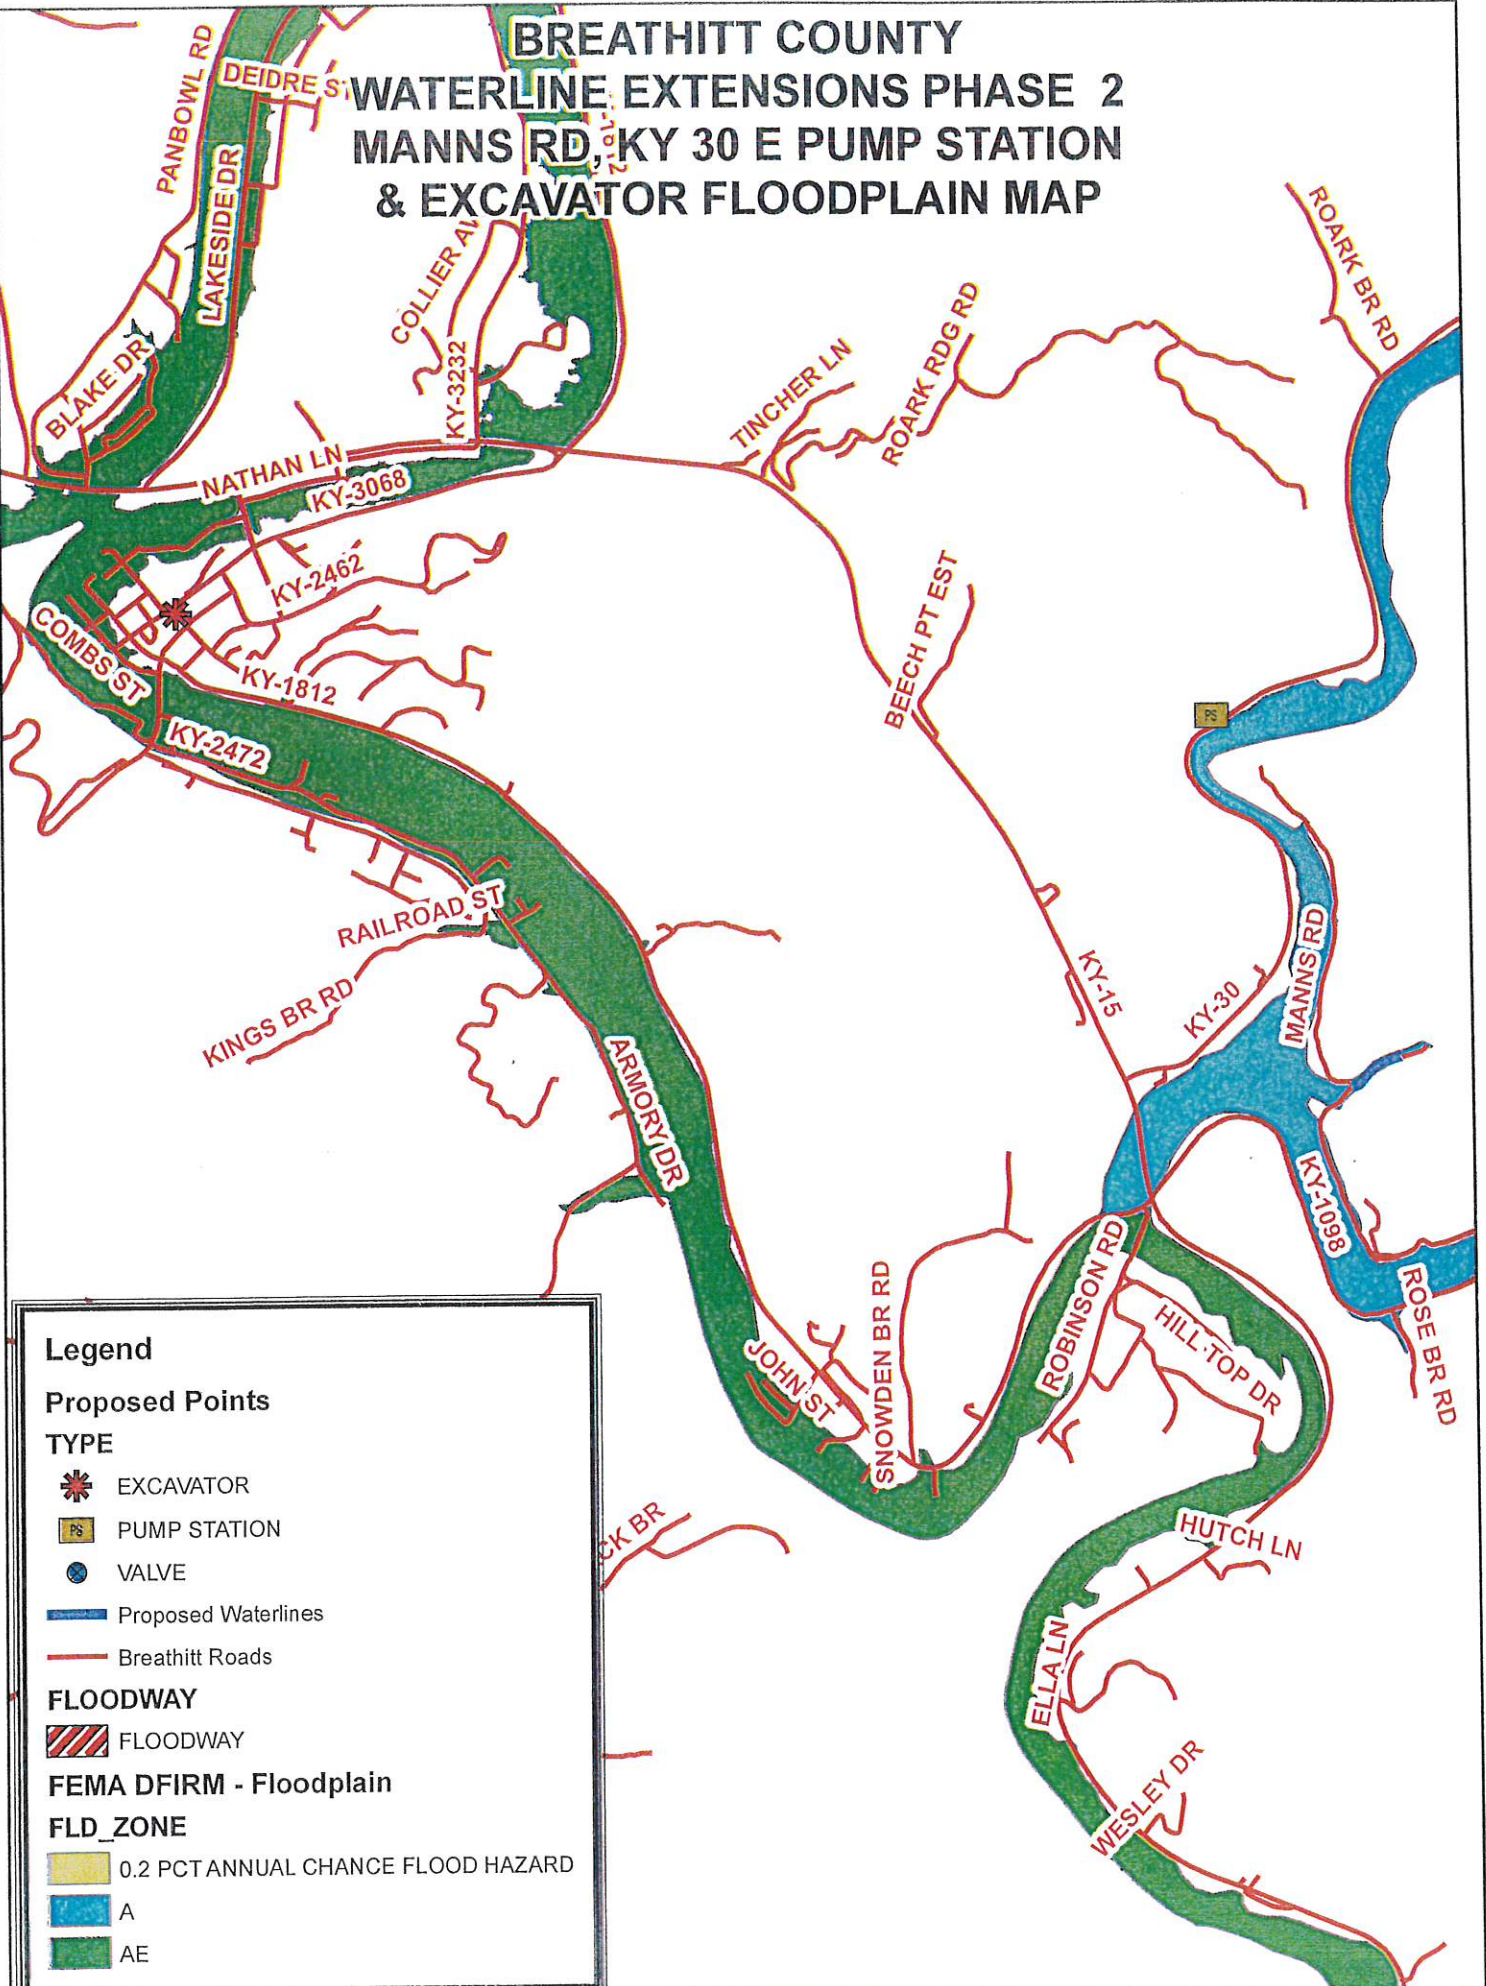 BREATHITT COUNTY
WATERLINE EXTENSIONS PHASE 2
MANNS RD, KY 30 E PUMP STATION
& EXCAVATOR FLOODPLAIN MAP
PANBOWL RD
DEIDRE ST
LAKESIDE DR
COLLIER AV
KY-3232
BLAKE DR
NATHAN LN
KY-3068
KY-2462
COMBS ST
KY-1812
KY-2472
TINCHER LN
ROARK RDG RD
ROARK BR RD
BEECH PT EST
PS
RAILROAD ST
KINGS BR RD
ARMORY DR
KY-15
KY-30
MANNS RD
KY-1098
ROSE BR RD
ROBINSON RD
HILL TOP DR
SNOWDEN BR RD
JOHN ST
HUTCH LN
CK BR
ELLA LN
WESLEY DR
Legend
Proposed Points
TYPE
EXCAVATOR
PS PUMP STATION
VALVE
Proposed Waterlines
Breathitt Roads
FLOODWAY
FLOODWAY
FEMA DFIRM - Floodplain
FLD_ZONE
0.2 PCT ANNUAL CHANCE FLOOD HAZARD
A
AE